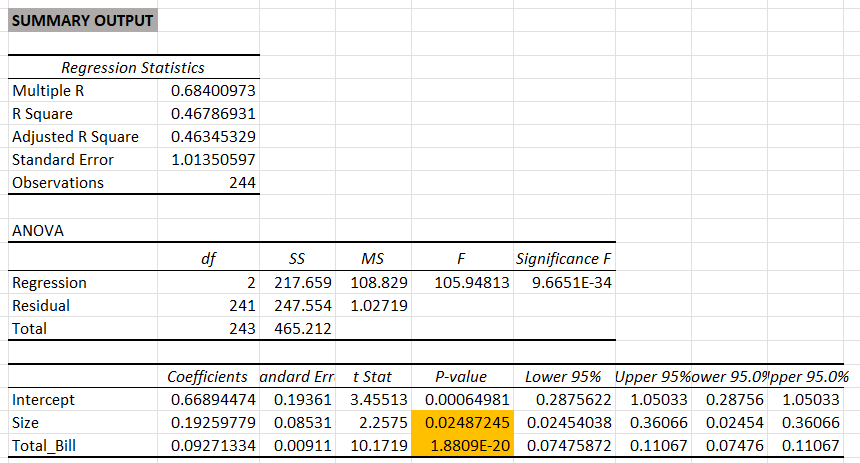 SUMMARY OUTPUT
Regression Statistics
Multiple R 0.68400973
R Square 0.46786931
Adjusted R Square 0.46345329
Standard Error 1.01350597
Observations 244
ANOVA
df SS MS F Significance F
Regression 2 217.659 108.829 105.94813 9.6651E-34
Residual 241 247.554 1.02719
Total 243 465.212
Coefficients andard Err t Stat P-value Lower 95% Upper 95% ower 95.0% pper 95.0%
Intercept 0.66894474 0.19361 3.45513 0.00064981 0.2875622 1.05033 0.28756 1.05033
Size 0.19259779 0.08531 2.2575 0.02487245 0.02454038 0.36066 0.02454 0.36066
Total_Bill 0.09271334 0.00911 10.1719 1.8809E-20 0.07475872 0.11067 0.07476 0.11067